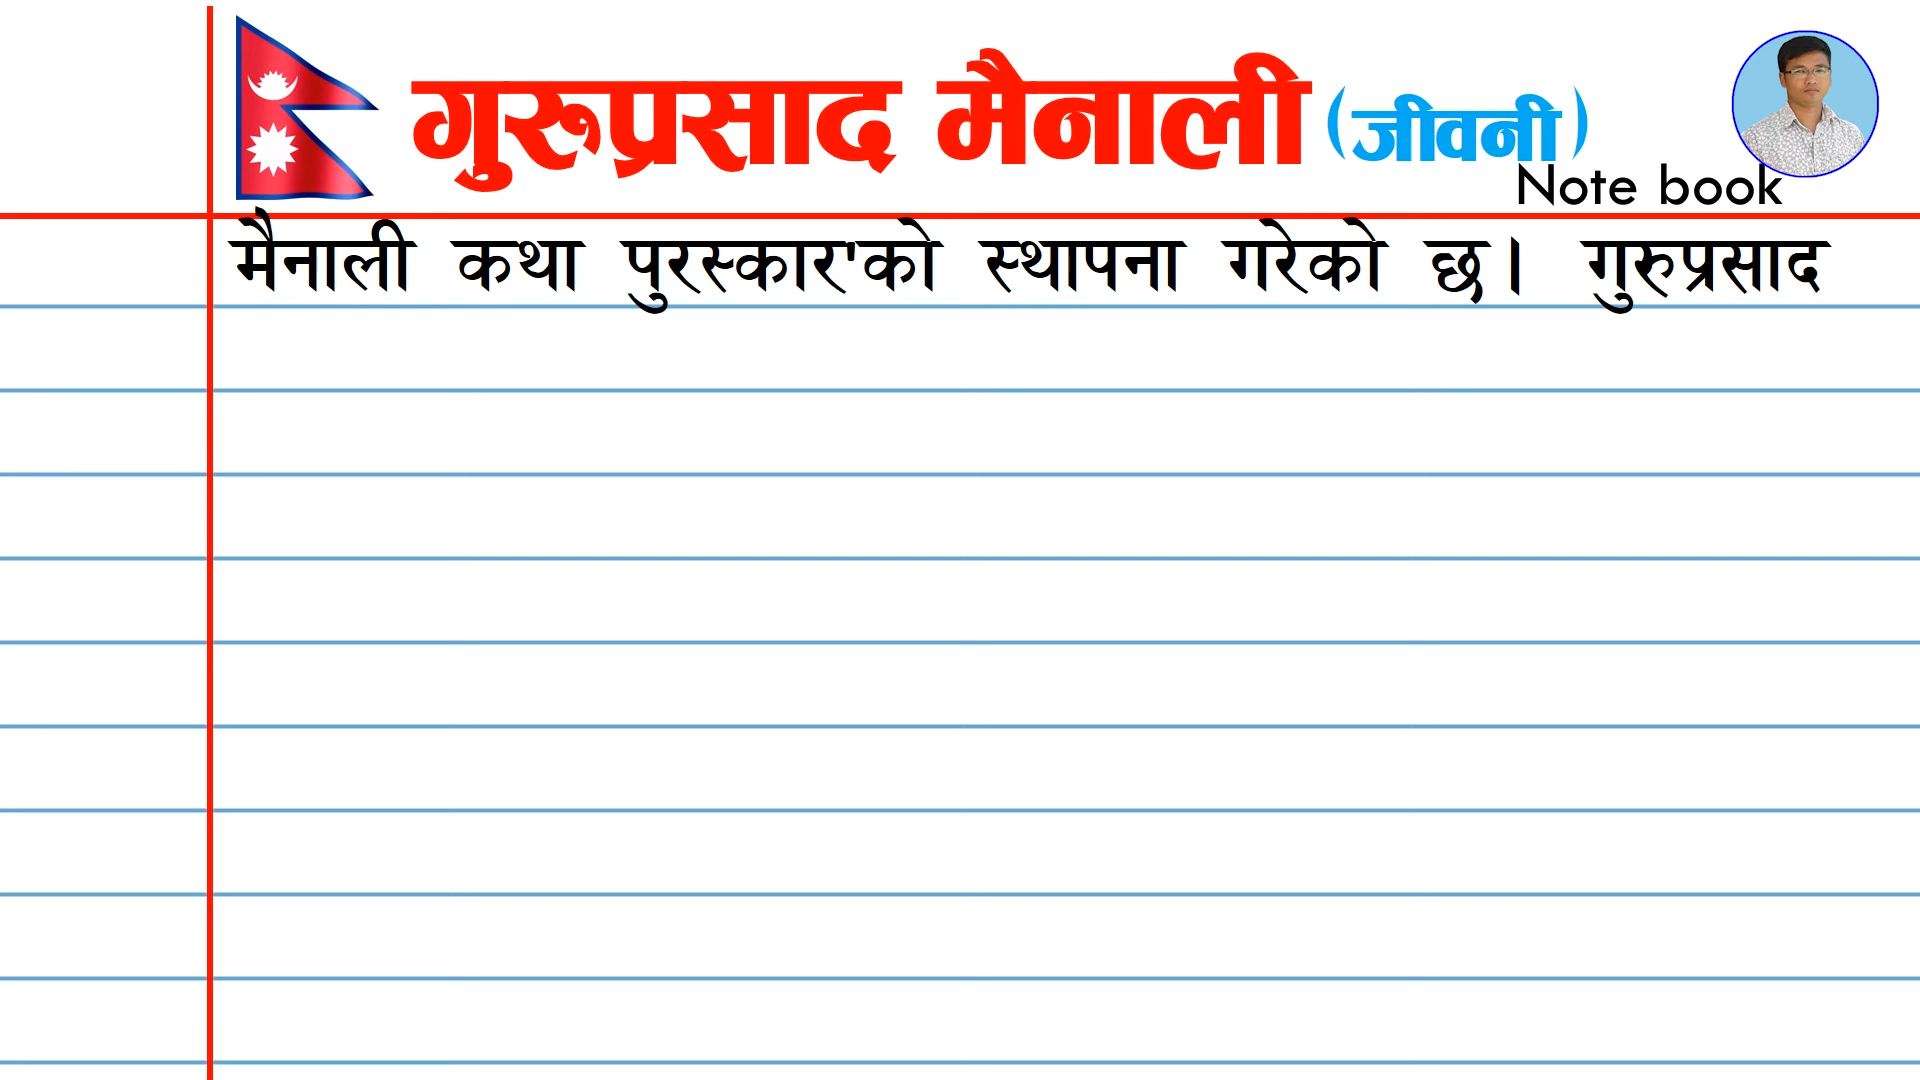 गुरुप्रसाद मैनाली (जीवनी)
Note book
मैनाली कथा पुरस्कार'को स्थापना गरेको छ। गुरुप्रसाद